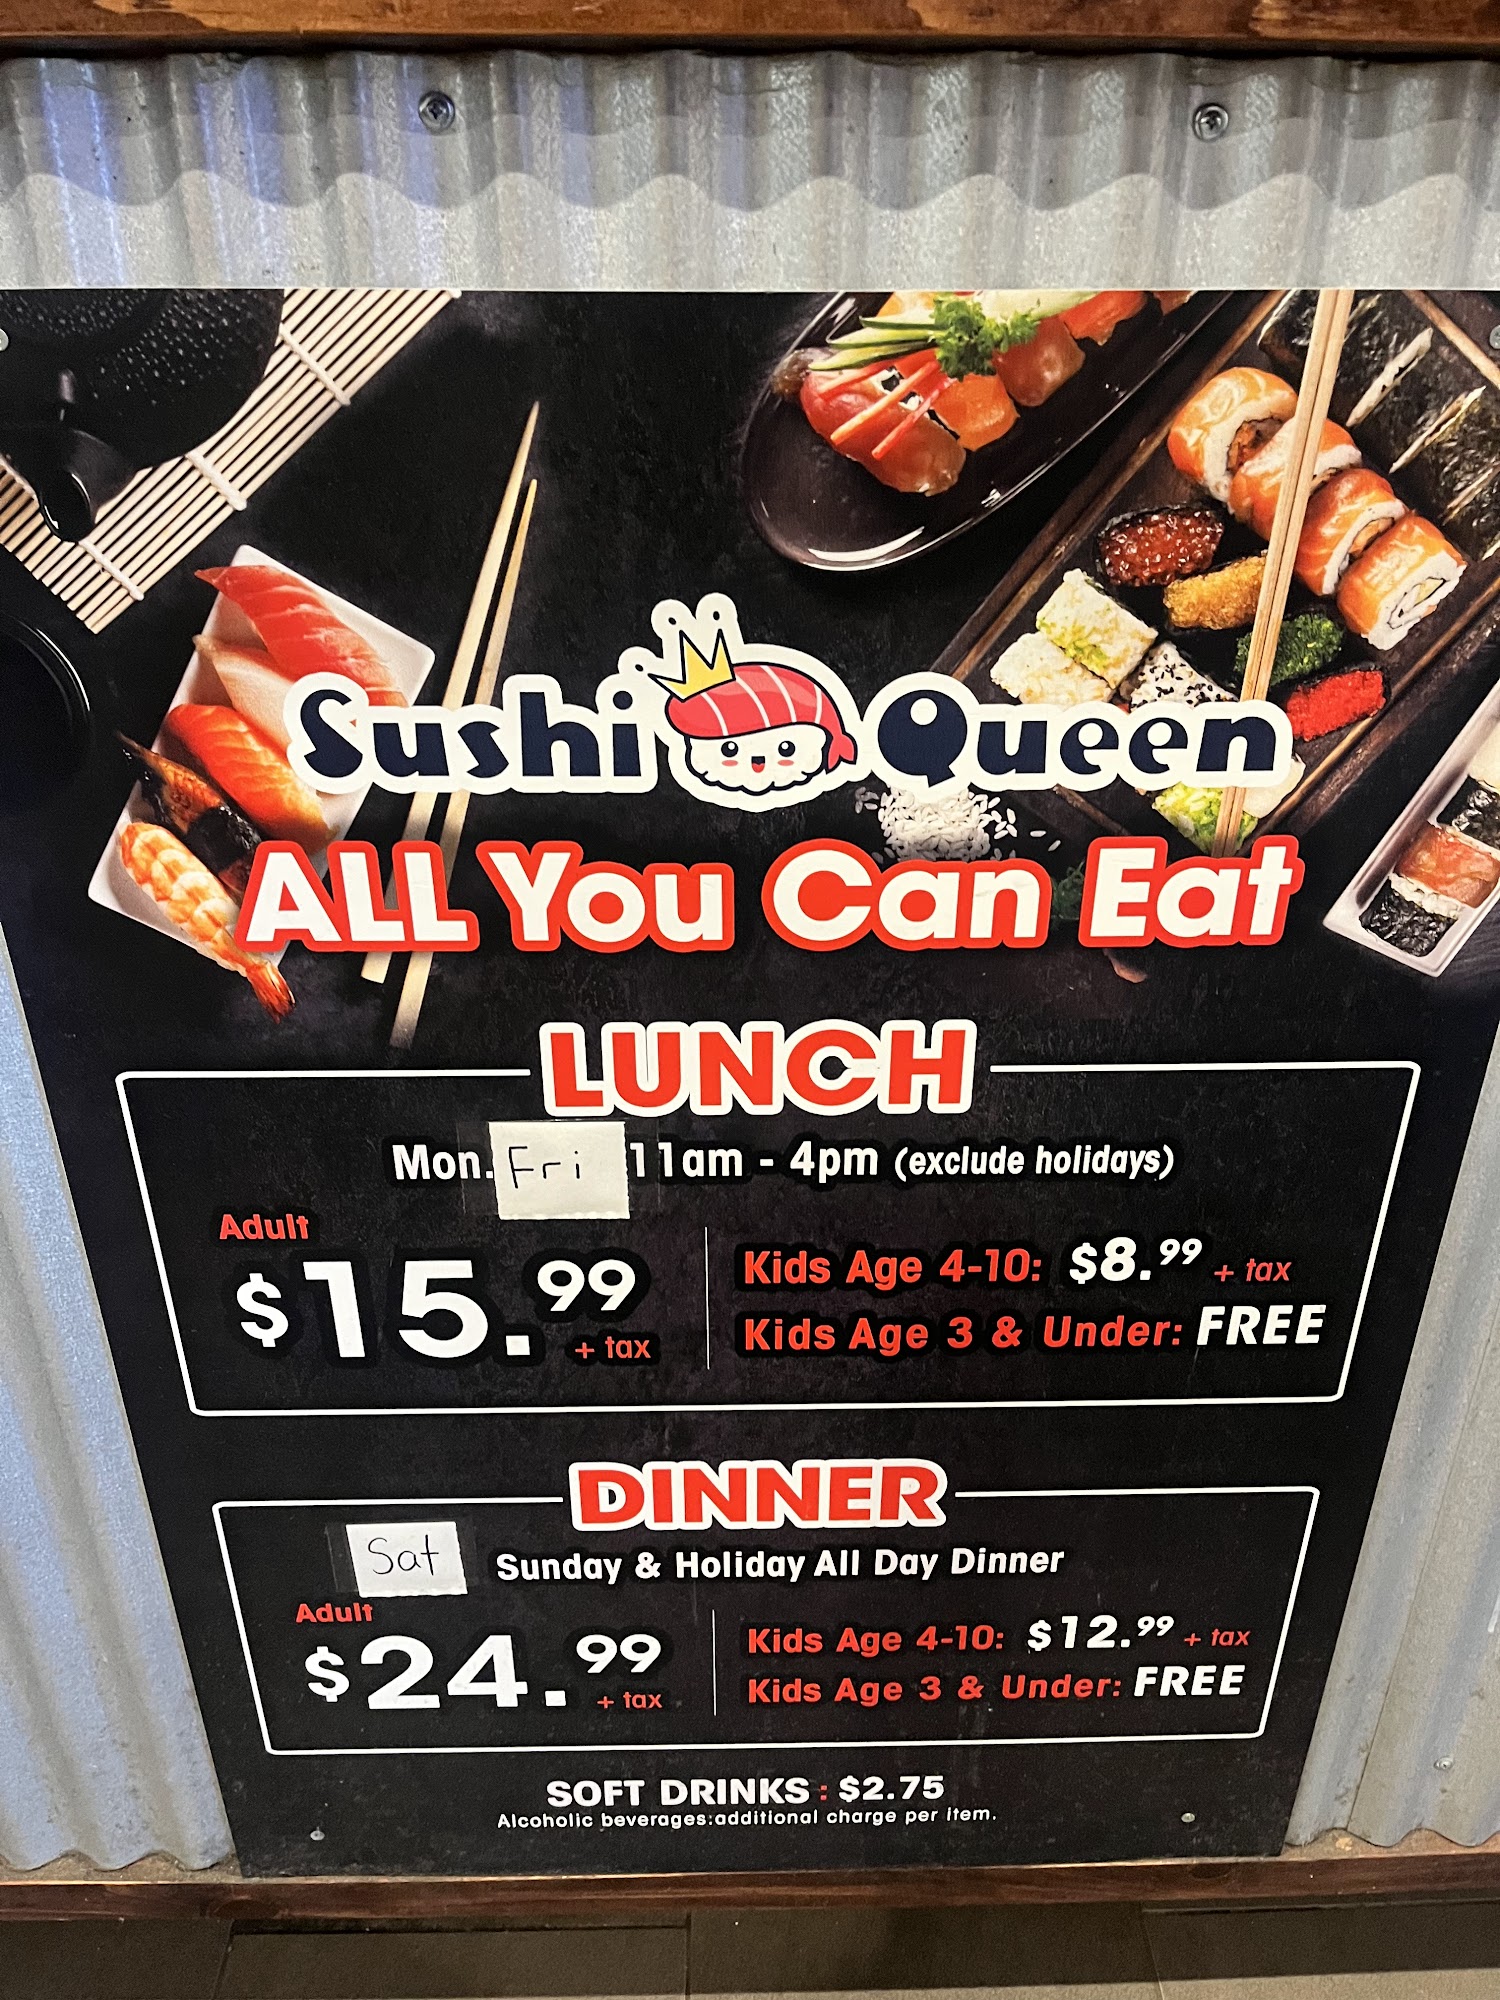 Sushi Queen
ALL You Can Eat
LUNCH
Mon. Fri 11am - 4pm (exclude holidays)
Adult
$15.99 + tax
Kids Age 4-10: $8.99 + tax
Kids Age 3 & Under: FREE
DINNER
Sat Sunday & Holiday All Day Dinner
Adult
$24.99 + tax
Kids Age 4-10: $12.99 + tax
Kids Age 3 & Under: FREE
SOFT DRINKS : $2.75
Alcoholic beverages:additional charge per item.